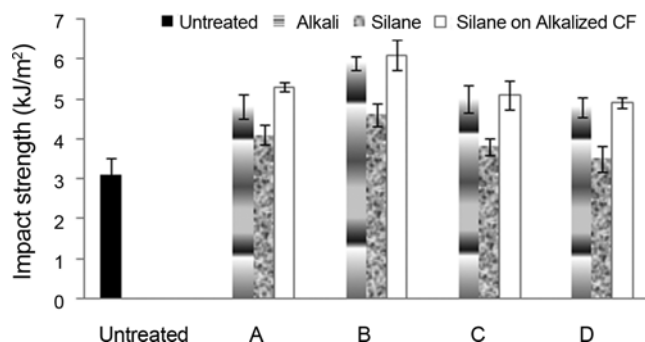 Untreated Alkali Silane Silane on Alkalized CF
Impact strength (kJ/m²)
7
6
5
4
3
2
1
0
Untreated A B C D